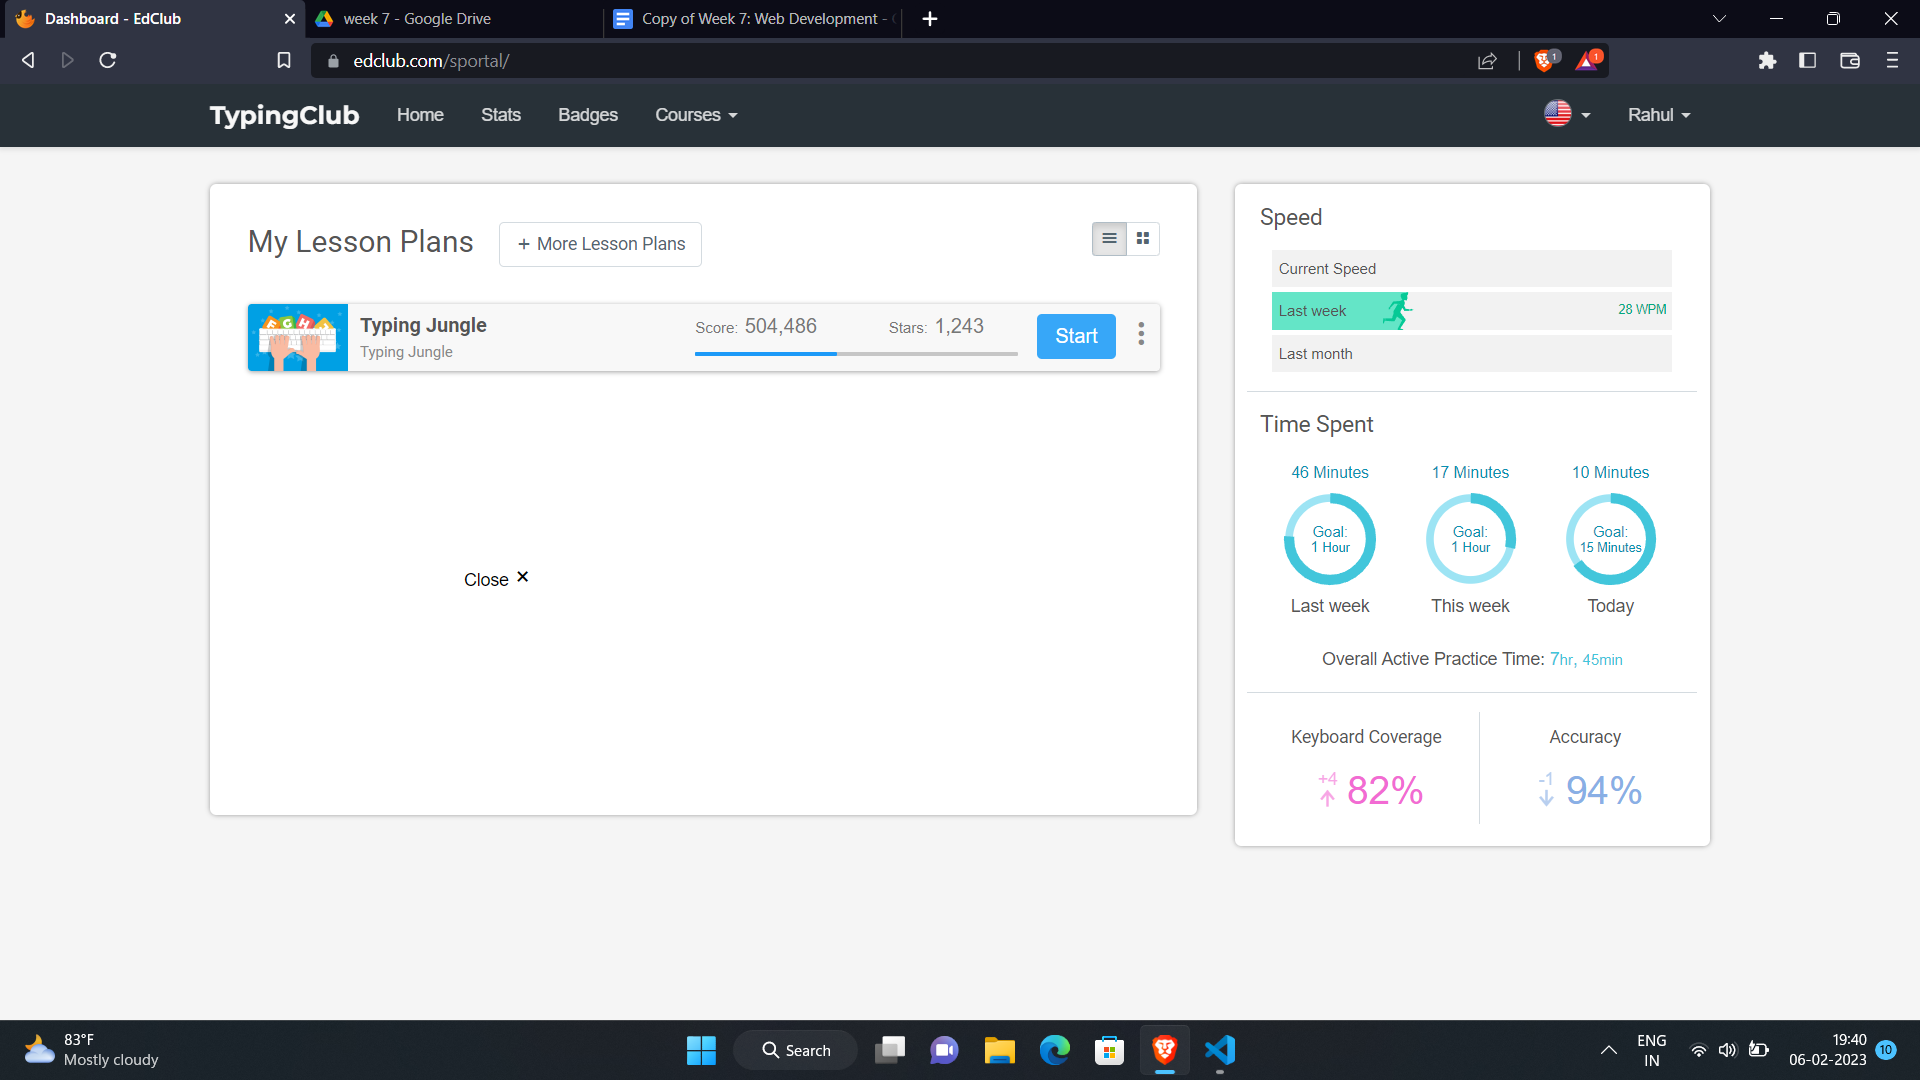 Dashboard - EdClub
week 7 - Google Drive
Copy of Week 7: Web Development -
edclub.com/sportal/
1
1
TypingClub
Home
Stats
Badges
Courses
Rahul
My Lesson Plans
+ More Lesson Plans
Typing Jungle
Typing Jungle
Score: 504,486
Stars: 1,243
Start
Close ×
Speed
Current Speed
Last week
28 WPM
Last month
Time Spent
46 Minutes
17 Minutes
10 Minutes
Goal:
1 Hour
Goal:
1 Hour
Goal:
15 Minutes
Last week
This week
Today
Overall Active Practice Time: 7hr, 45min
Keyboard Coverage
+4
82%
Accuracy
-1
94%
83°F
Mostly cloudy
Search
ENG
IN
19:40
06-02-2023
10